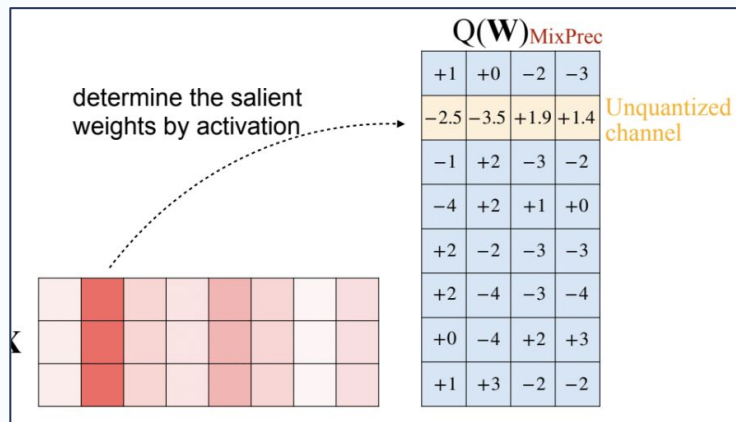 Q(W)MixPrec
determine the salient
weights by activation
+1 +0 −2 −3
−2.5 −3.5 +1.9 +1.4
Unquantized
channel
−1 +2 −3 −2
−4 +2 +1 +0
+2 −2 −3 −3
+2 −4 −3 −4
+0 −4 +2 +3
+1 +3 −2 −2